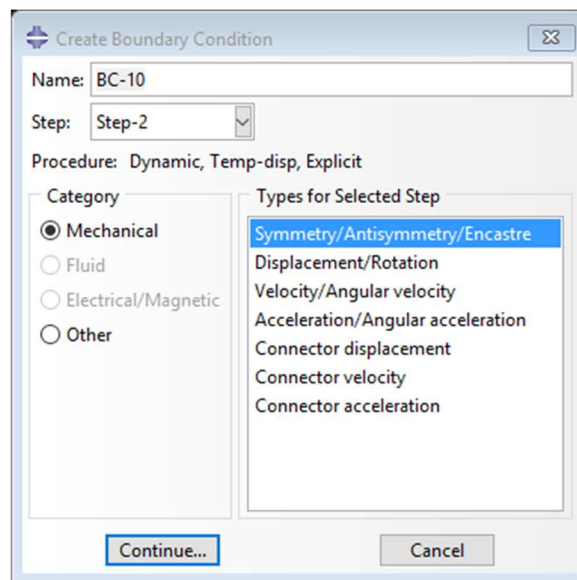 Create Boundary Condition
Name: BC-10
Step: Step-2
Procedure: Dynamic, Temp-disp, Explicit
Category
Mechanical
Fluid
Electrical/Magnetic
Other
Types for Selected Step
Symmetry/Antisymmetry/Encastre
Displacement/Rotation
Velocity/Angular velocity
Acceleration/Angular acceleration
Connector displacement
Connector velocity
Connector acceleration
Continue...
Cancel